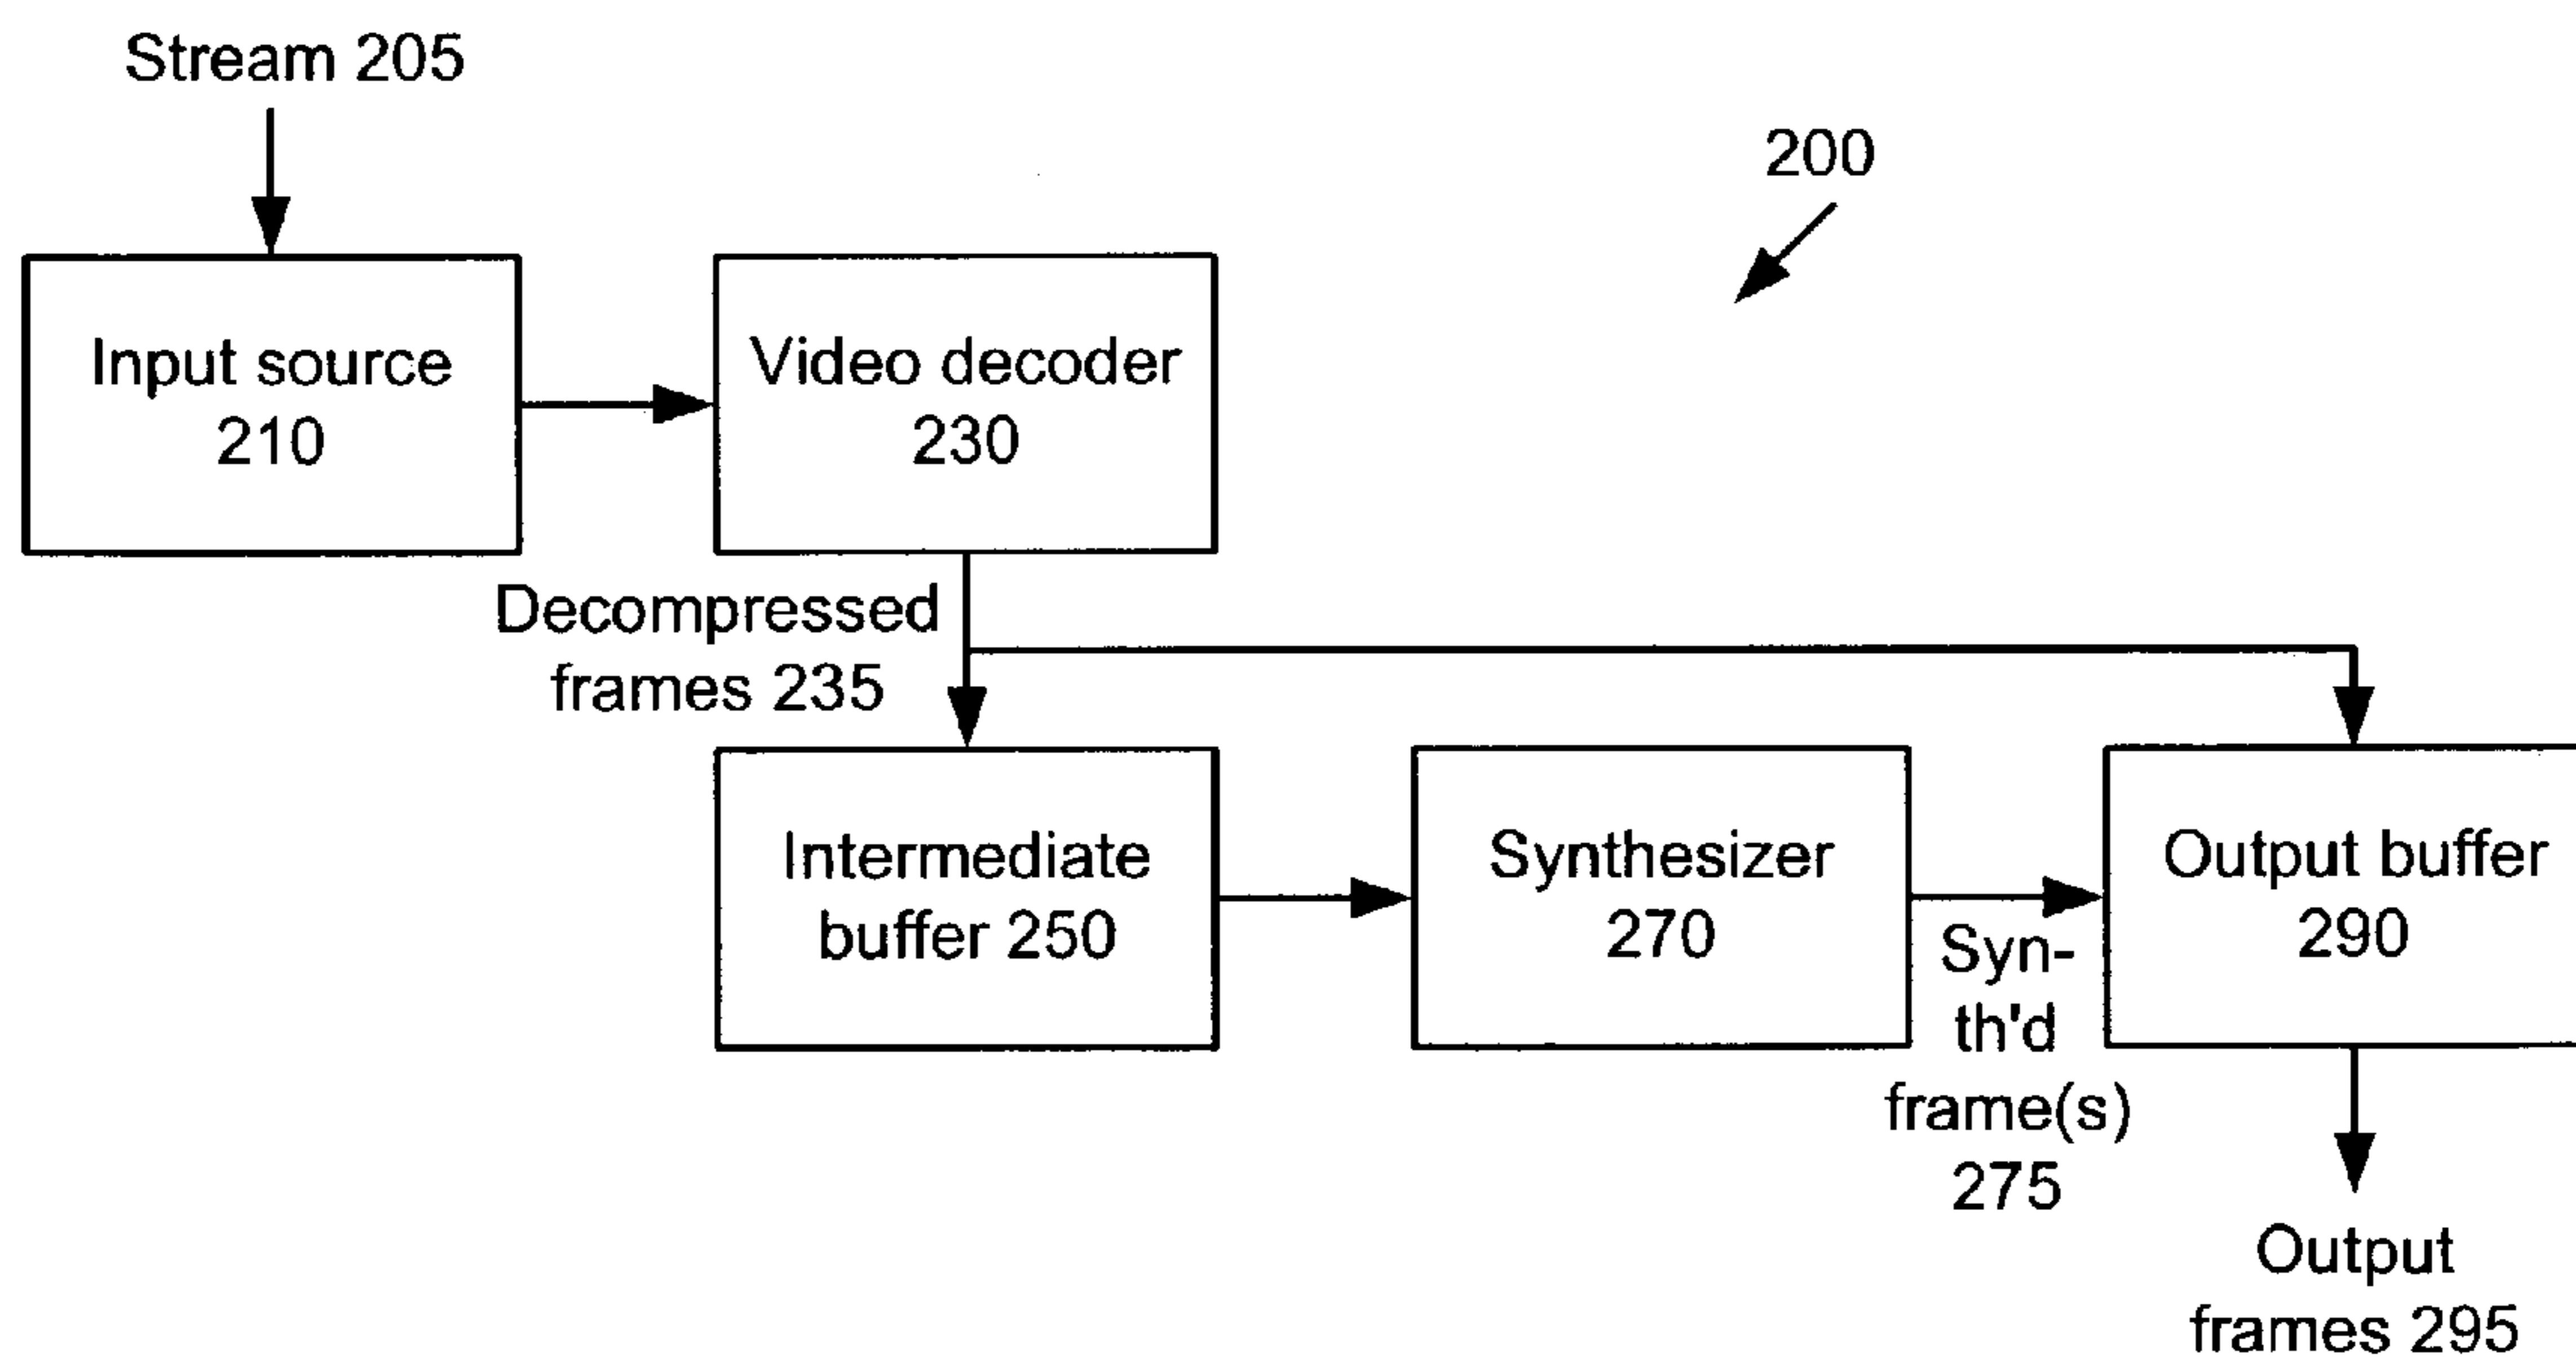 Stream 205
200
Input source
210
Video decoder
230
Decompressed
frames 235
Intermediate
buffer 250
Synthesizer
270
Syn-
th'd
frame(s)
275
Output buffer
290
Output
frames 295